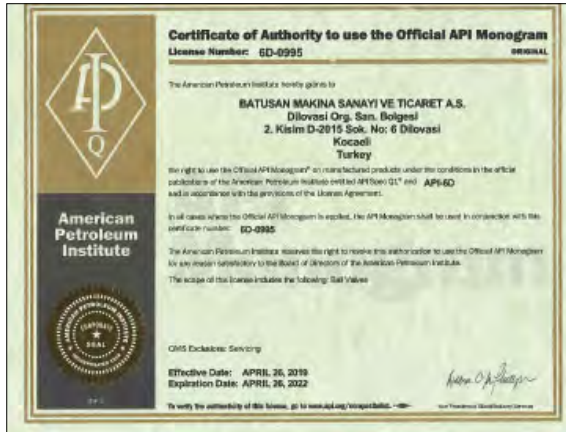 Certificate of Authority to use the Official API Monogram
License Number: 6D-0995
ORIGINAL
The American Petroleum Institute hereby grants to
BATUSAN MAKINA SANAYI VE TICARET A.S.
Dilovasi Org. San. Bolgesi
2. Kisim D-2015 Sok. No: 6 Dilovasi
Kocaeli
Turkey
the right to use the Official API Monogram® on manufactured products under the conditions in the official
publications of the American Petroleum Institute entitled API Spec Q1® and API-6D
and in accordance with the provisions of the License Agreement.
In all cases where the Official API Monogram is applied, the API Monogram shall be used in conjunction with this
certificate number: 6D-0995
The American Petroleum Institute reserves the right to revoke this authorization to use the Official API Monogram
for any reason satisfactory to the Board of Directors of the American Petroleum Institute.
The scope of this license includes the following: Ball Valves
QMS Exclusions: Servicing
Effective Date: APRIL 26, 2019
Expiration Date: APRIL 26, 2022
To verify the authenticity of this license, go to www.api.org/compositelist.
API
Q
American
Petroleum
Institute
AMERICAN PETROLEUM INSTITUTE
CORPORATE
SEAL